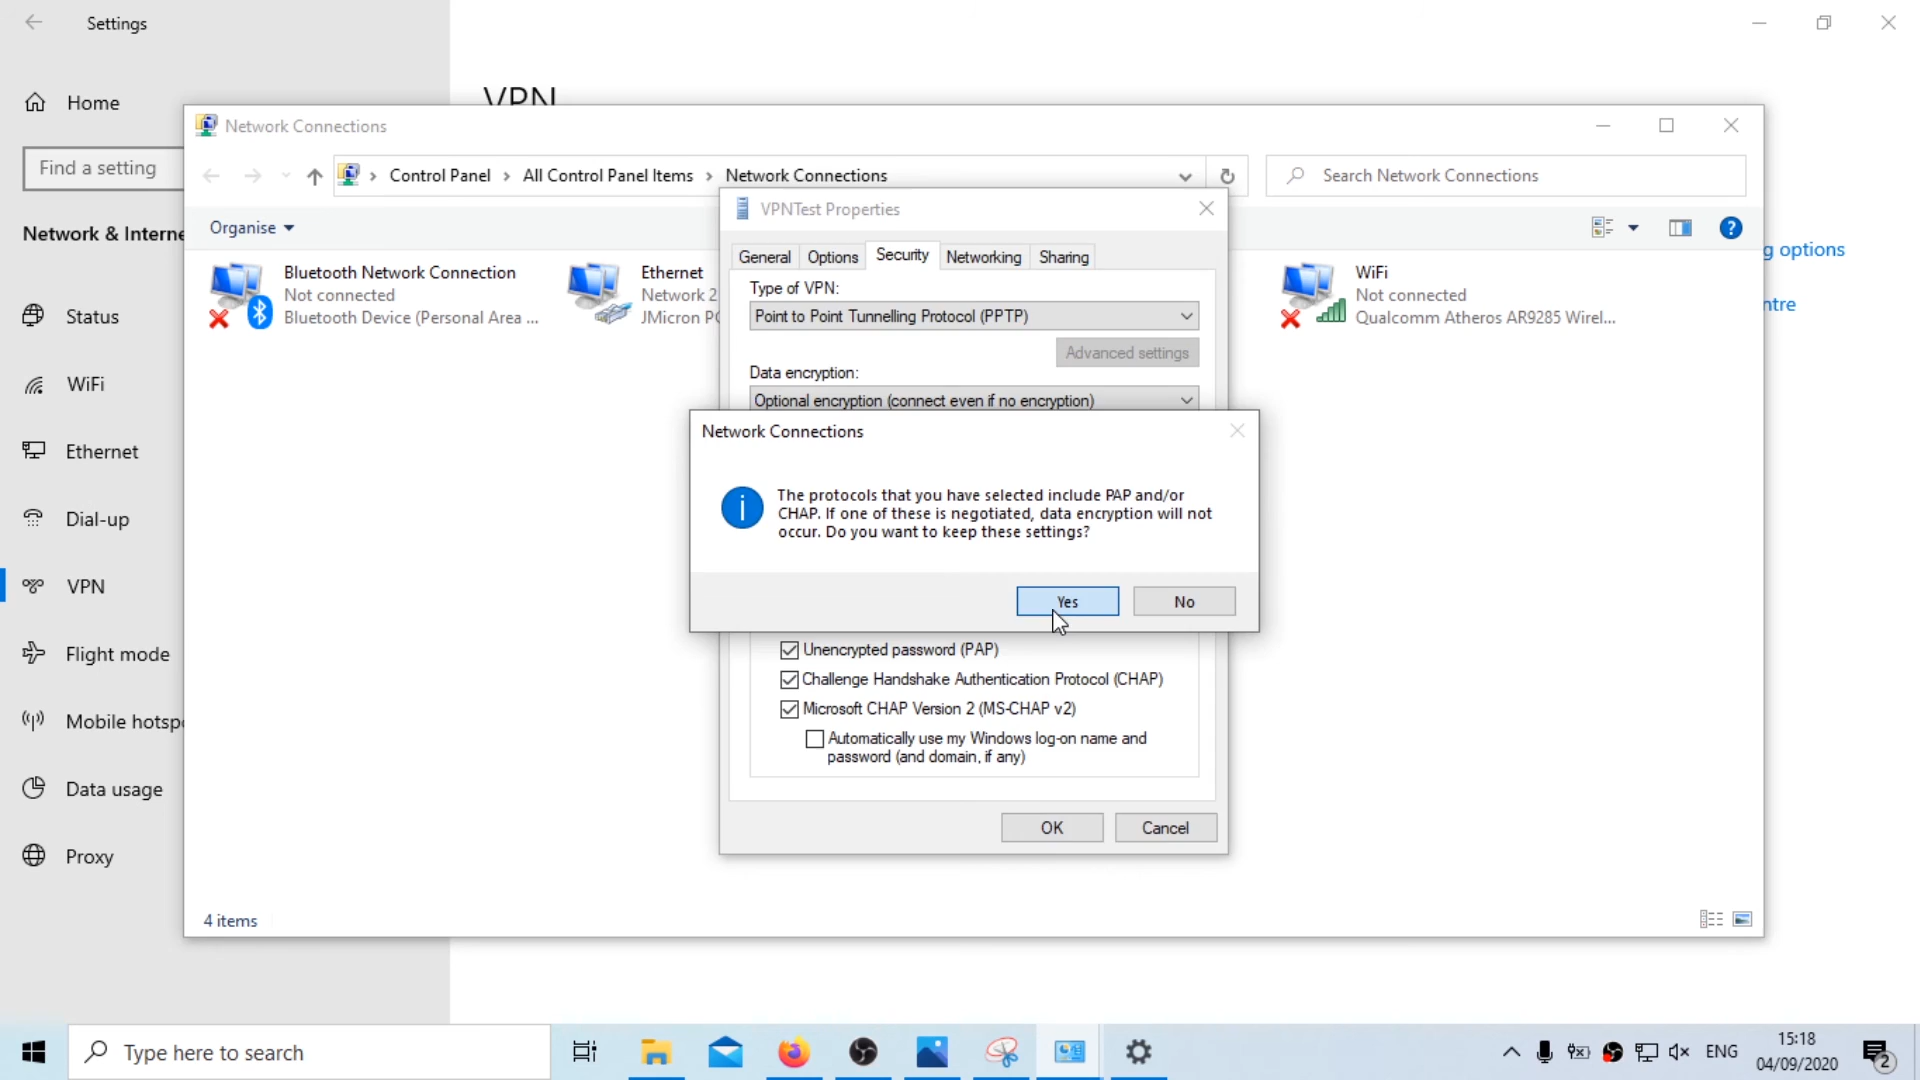 Settings
VPN
Home
Find a setting
Network & Interne
Status
WiFi
Ethernet
Dial-up
VPN
Flight mode
Mobile hotsp
Data usage
Proxy
g options
ntre
Network Connections
Control Panel > All Control Panel Items > Network Connections
Search Network Connections
Organise
Bluetooth Network Connection
Not connected
Bluetooth Device (Personal Area ...
Ethernet
Network 2
JMicron PC
WiFi
Not connected
Qualcomm Atheros AR9285 Wirel...
4 items
VPNTest Properties
General Options Security Networking Sharing
Type of VPN:
Point to Point Tunnelling Protocol (PPTP)
Advanced settings
Data encryption:
Optional encryption (connect even if no encryption)
Network Connections
The protocols that you have selected include PAP and/or
CHAP. If one of these is negotiated, data encryption will not
occur. Do you want to keep these settings?
Yes No
Unencrypted password (PAP)
Challenge Handshake Authentication Protocol (CHAP)
Microsoft CHAP Version 2 (MS-CHAP v2)
Automatically use my Windows log-on name and
password (and domain, if any)
OK Cancel
Type here to search
ENG
15:18
04/09/2020
2